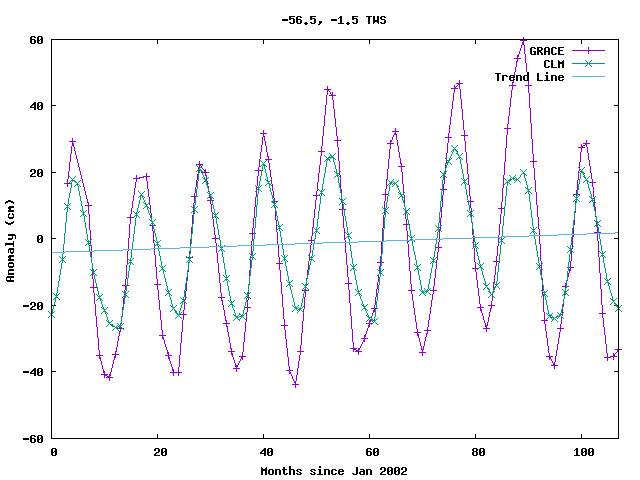 -56.5, -1.5 TWS
GRACE
CLM
Trend Line
60
40
20
0
-20
-40
-60
Anomaly (cm)
0 20 40 60 80 100
Months since Jan 2002